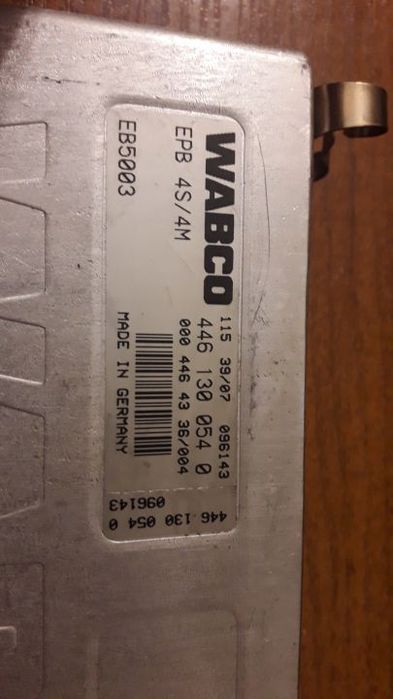 WABCO
115 39/07 096143
446 130 054 0
000 446 43 36/004
EPB 4S/4M
EB5003
MADE IN GERMANY
446 130 054 0
096143